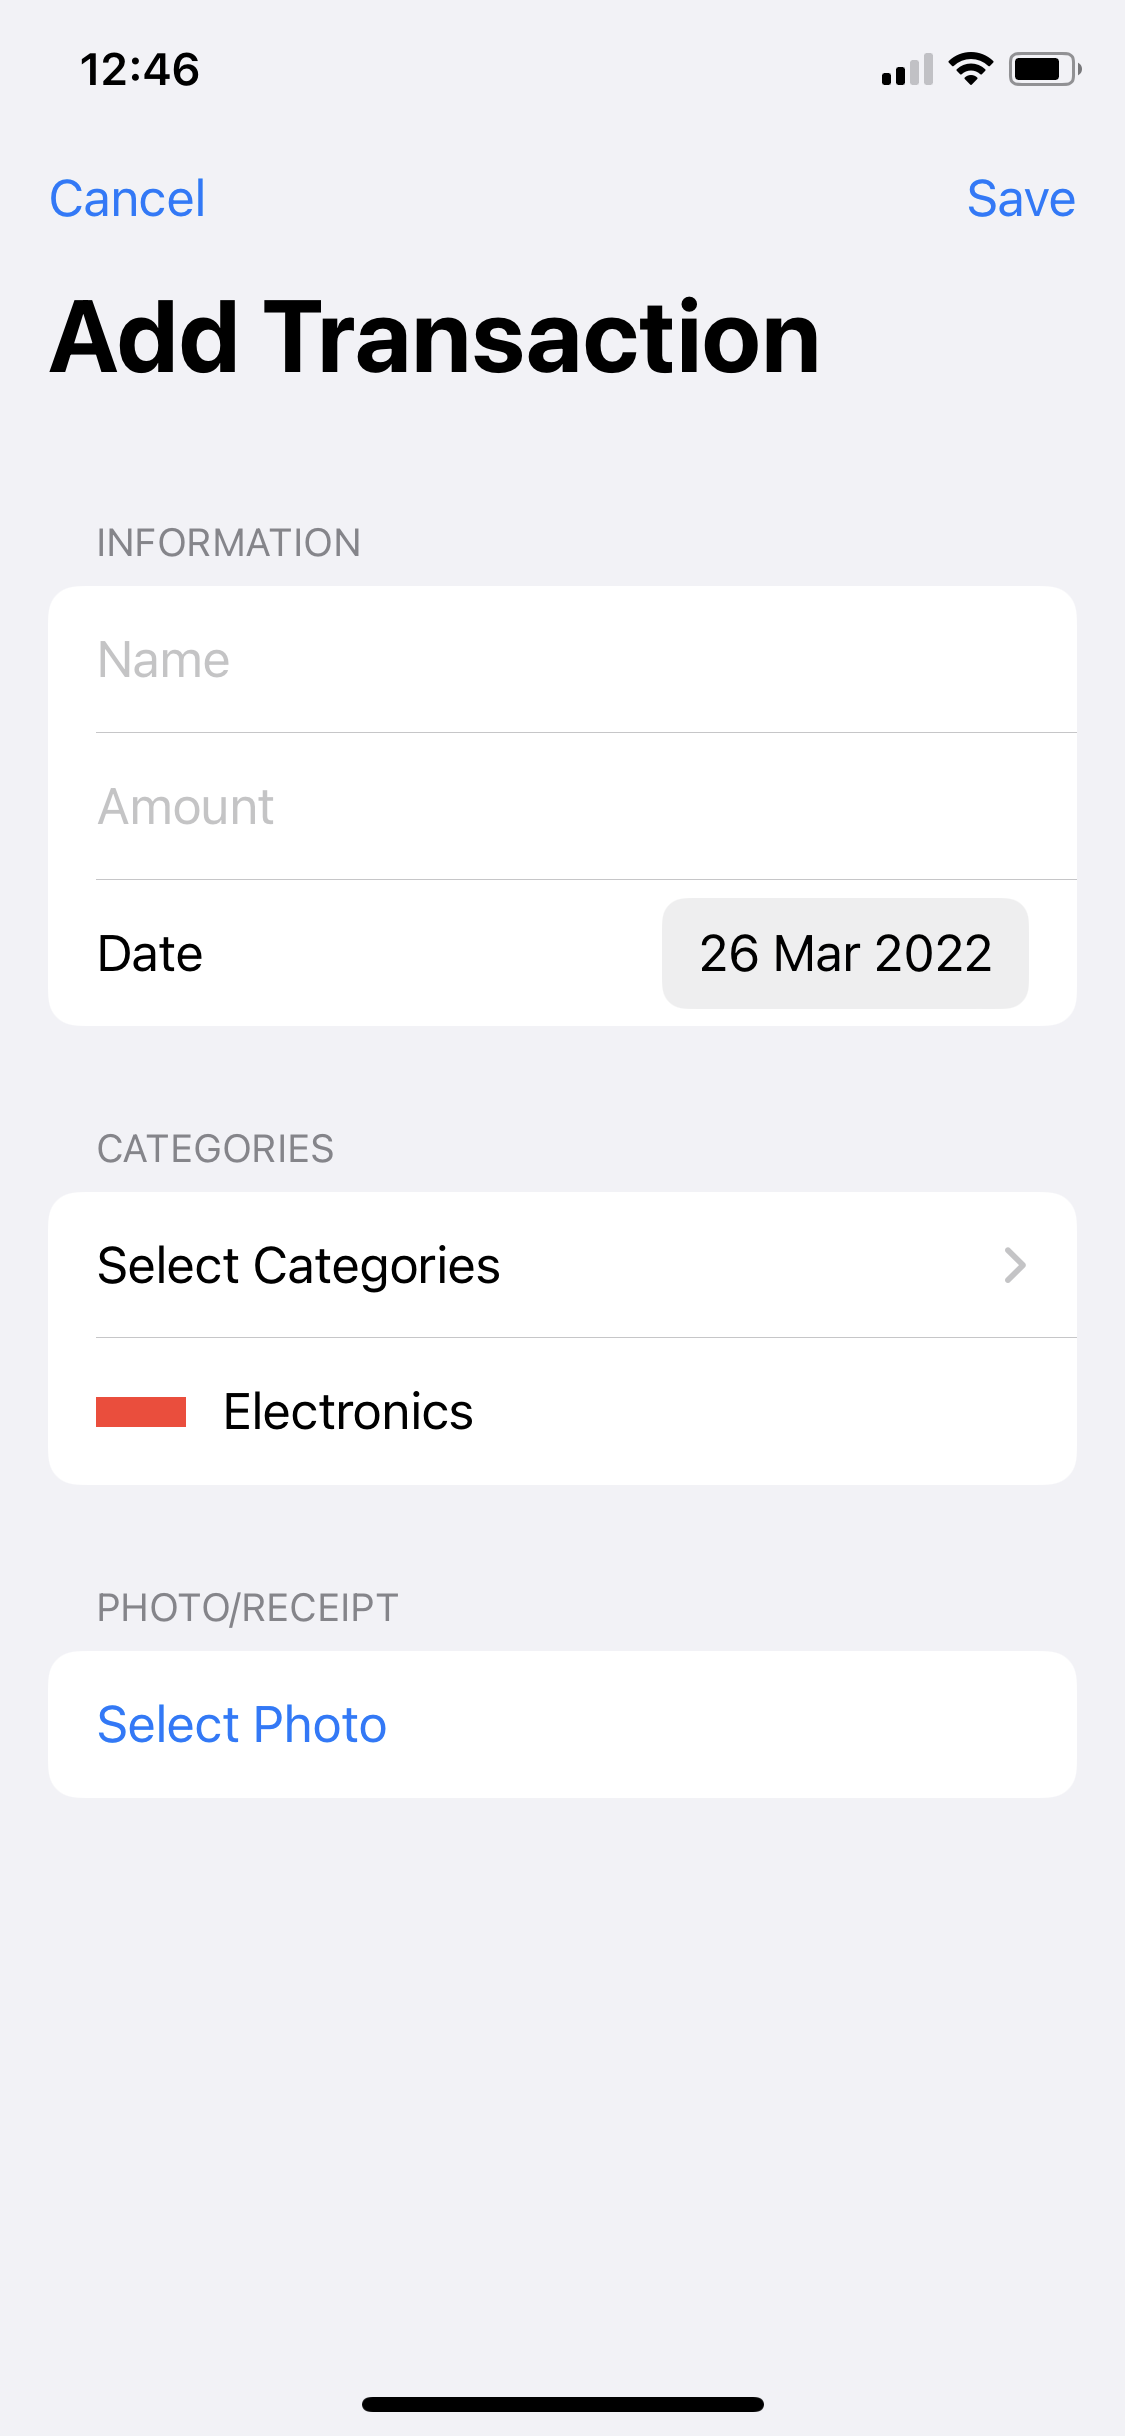 12:46
Cancel
Save
Add Transaction
INFORMATION
Name
Amount
Date
26 Mar 2022
CATEGORIES
Select Categories
Electronics
PHOTO/RECEIPT
Select Photo